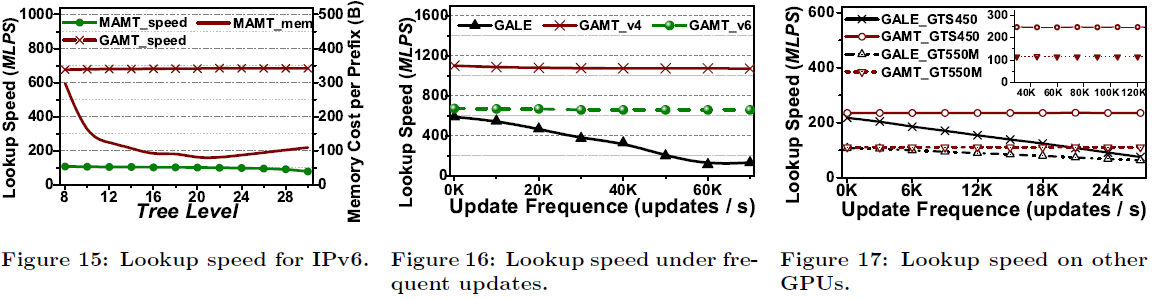 MAMT_speed
MAMT_mem
GAMT_speed
Lookup Speed (MLPS)
1000
800
600
400
200
0
500
400
300
200
100
0
Memory Cost per Prefix (B)
8 12 16 20 24 28
Tree Level
Figure 15: Lookup speed for IPv6.
GALE GAMT_v4 GAMT_v6
Lookup Speed (MLPS)
1600
1200
800
400
0
0K 20K 40K 60K
Update Frequence (updates / s)
Figure 16: Lookup speed under fre-
quent updates.
GALE_GTS450
GAMT_GTS450
GALE_GT550M
GAMT_GT550M
Lookup Speed (MLPS)
600
400
200
0
300
200
100
0
40K 60K 80K 100K 120K
0K 6K 12K 18K 24K
Update Frequence (updates / s)
Figure 17: Lookup speed on other
GPUs.